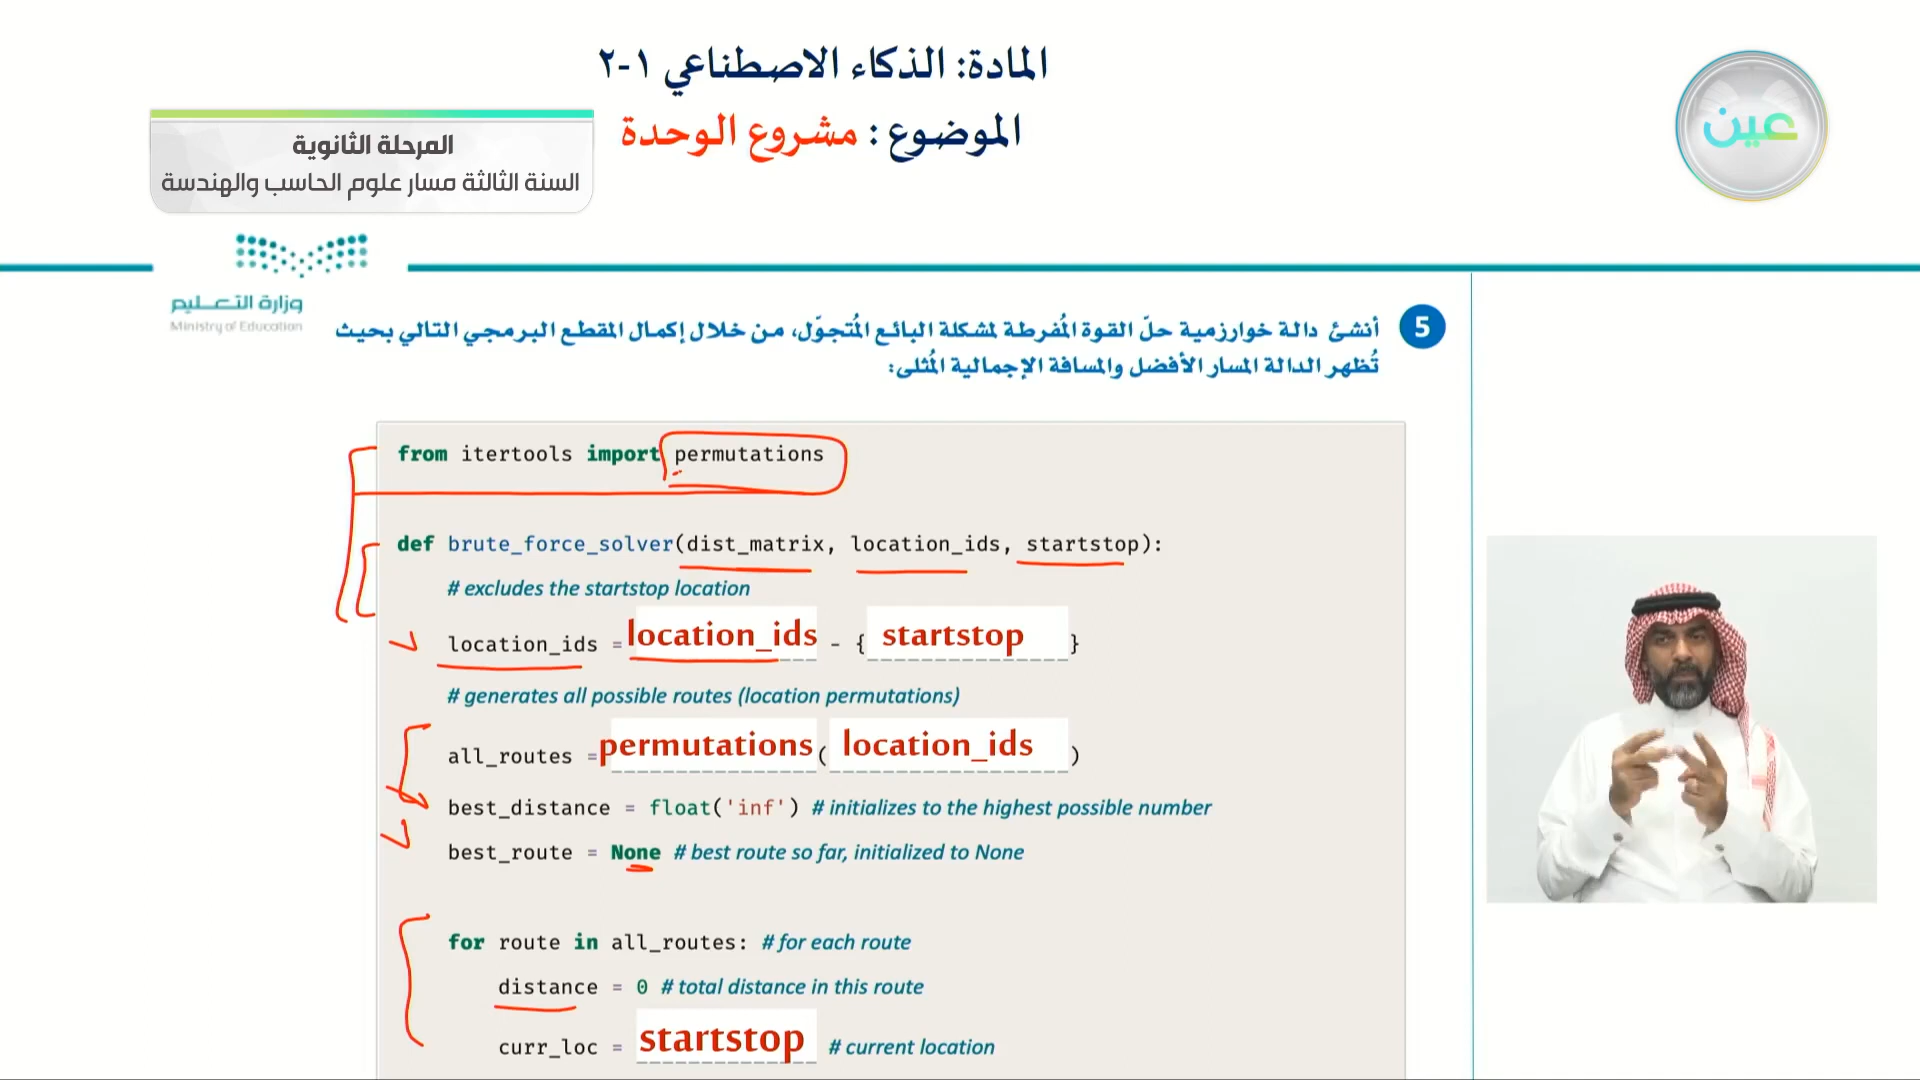 المادة: الذكاء الاصطناعي ١-٢
الموضوع : مشروع الوحدة
عين
المرحلة الثانوية
السنة الثالثة مسار علوم الحاسب والهندسة
وزارة التعليم
Ministry of Education
5 أنشئ دالة خوارزمية حلّ القوة المُفرطة لمشكلة البائع المُتجوّل، من خلال إكمال المقطع البرمجي التالي بحيث
تُظهر الدالة المسار الأفضل والمسافة الإجمالية المُثلى:
from itertools import permutations
def brute_force_solver(dist_matrix, location_ids, startstop):
# excludes the startstop location
location_ids = location_ids - { startstop }
# generates all possible routes (location permutations)
all_routes = permutations ( location_ids )
best_distance = float('inf') # initializes to the highest possible number
best_route = None # best route so far, initialized to None
for route in all_routes: # for each route
distance = 0 # total distance in this route
curr_loc = startstop # current location